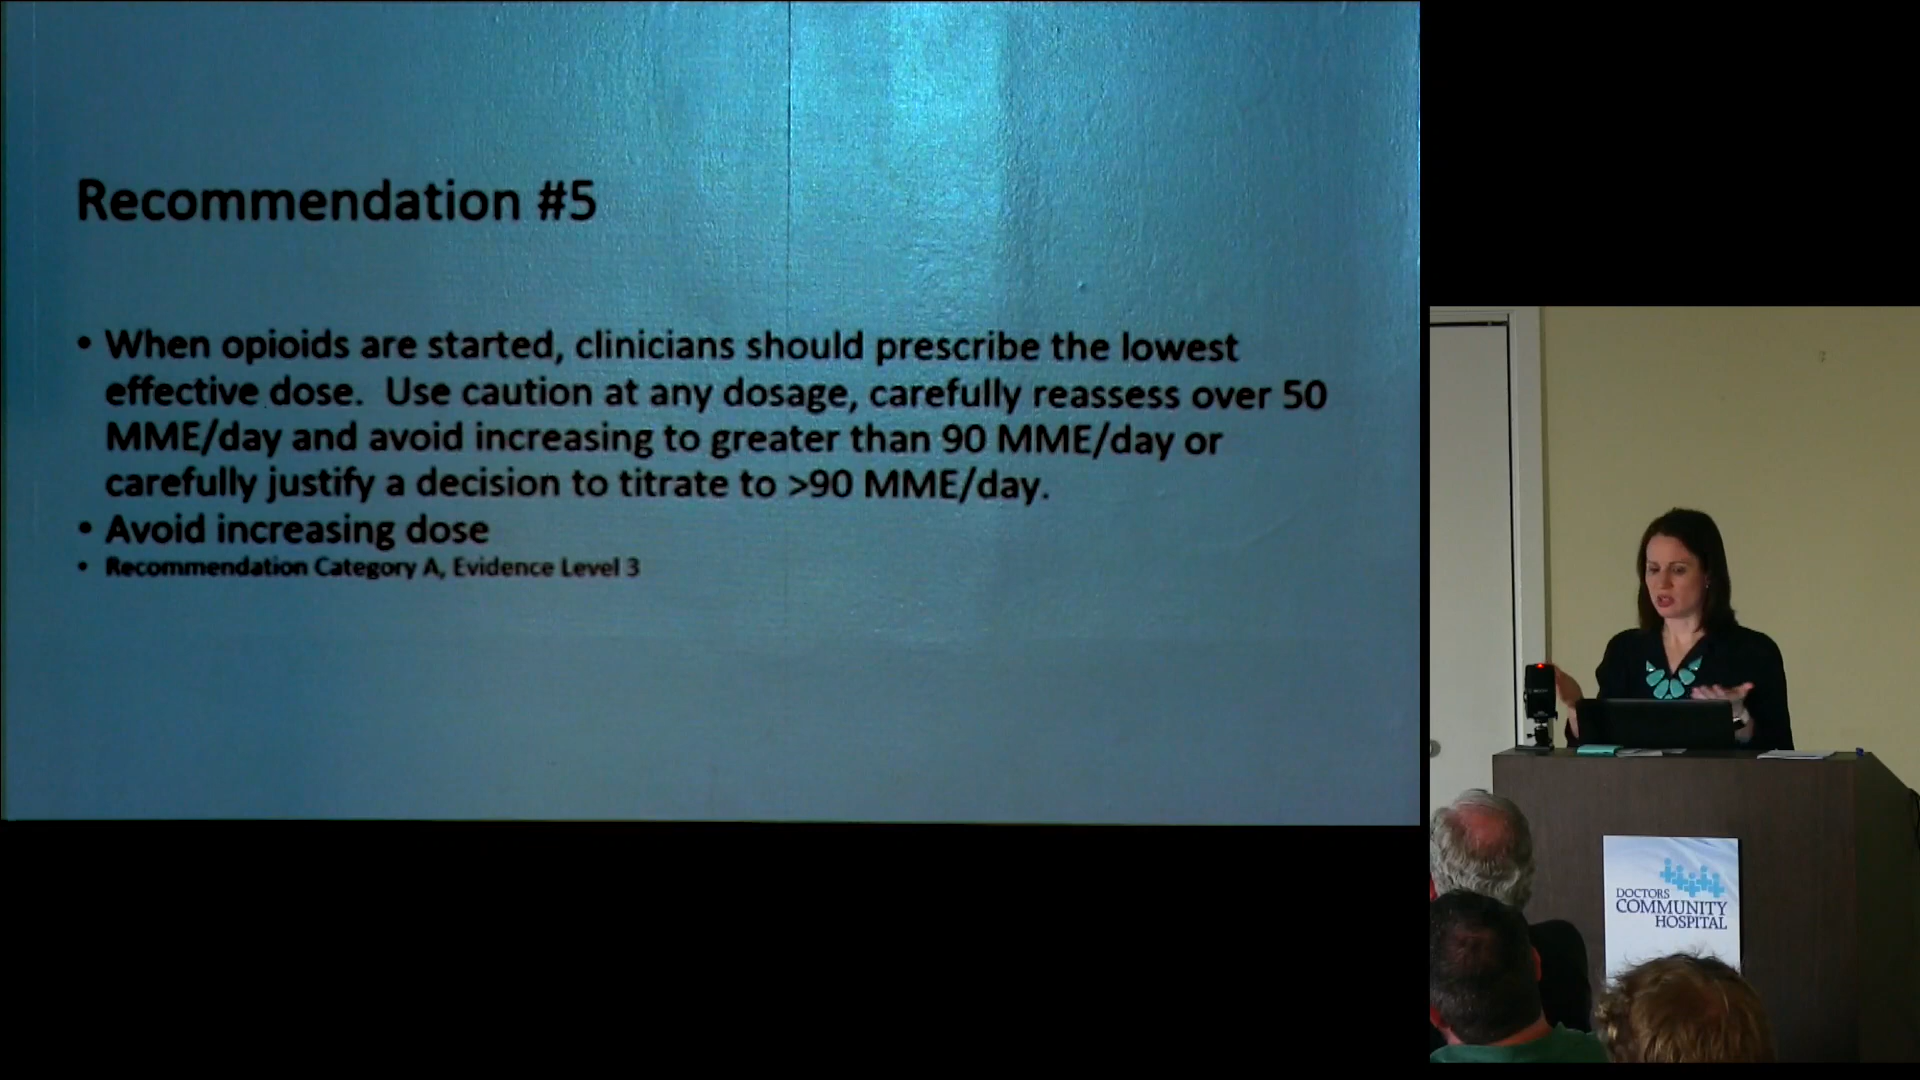 Recommendation #5
• When opioids are started, clinicians should prescribe the lowest
effective dose.  Use caution at any dosage, carefully reassess over 50
MME/day and avoid increasing to greater than 90 MME/day or
carefully justify a decision to titrate to >90 MME/day.
• Avoid increasing dose
• Recommendation Category A, Evidence Level 3
DOCTORS
COMMUNITY
HOSPITAL